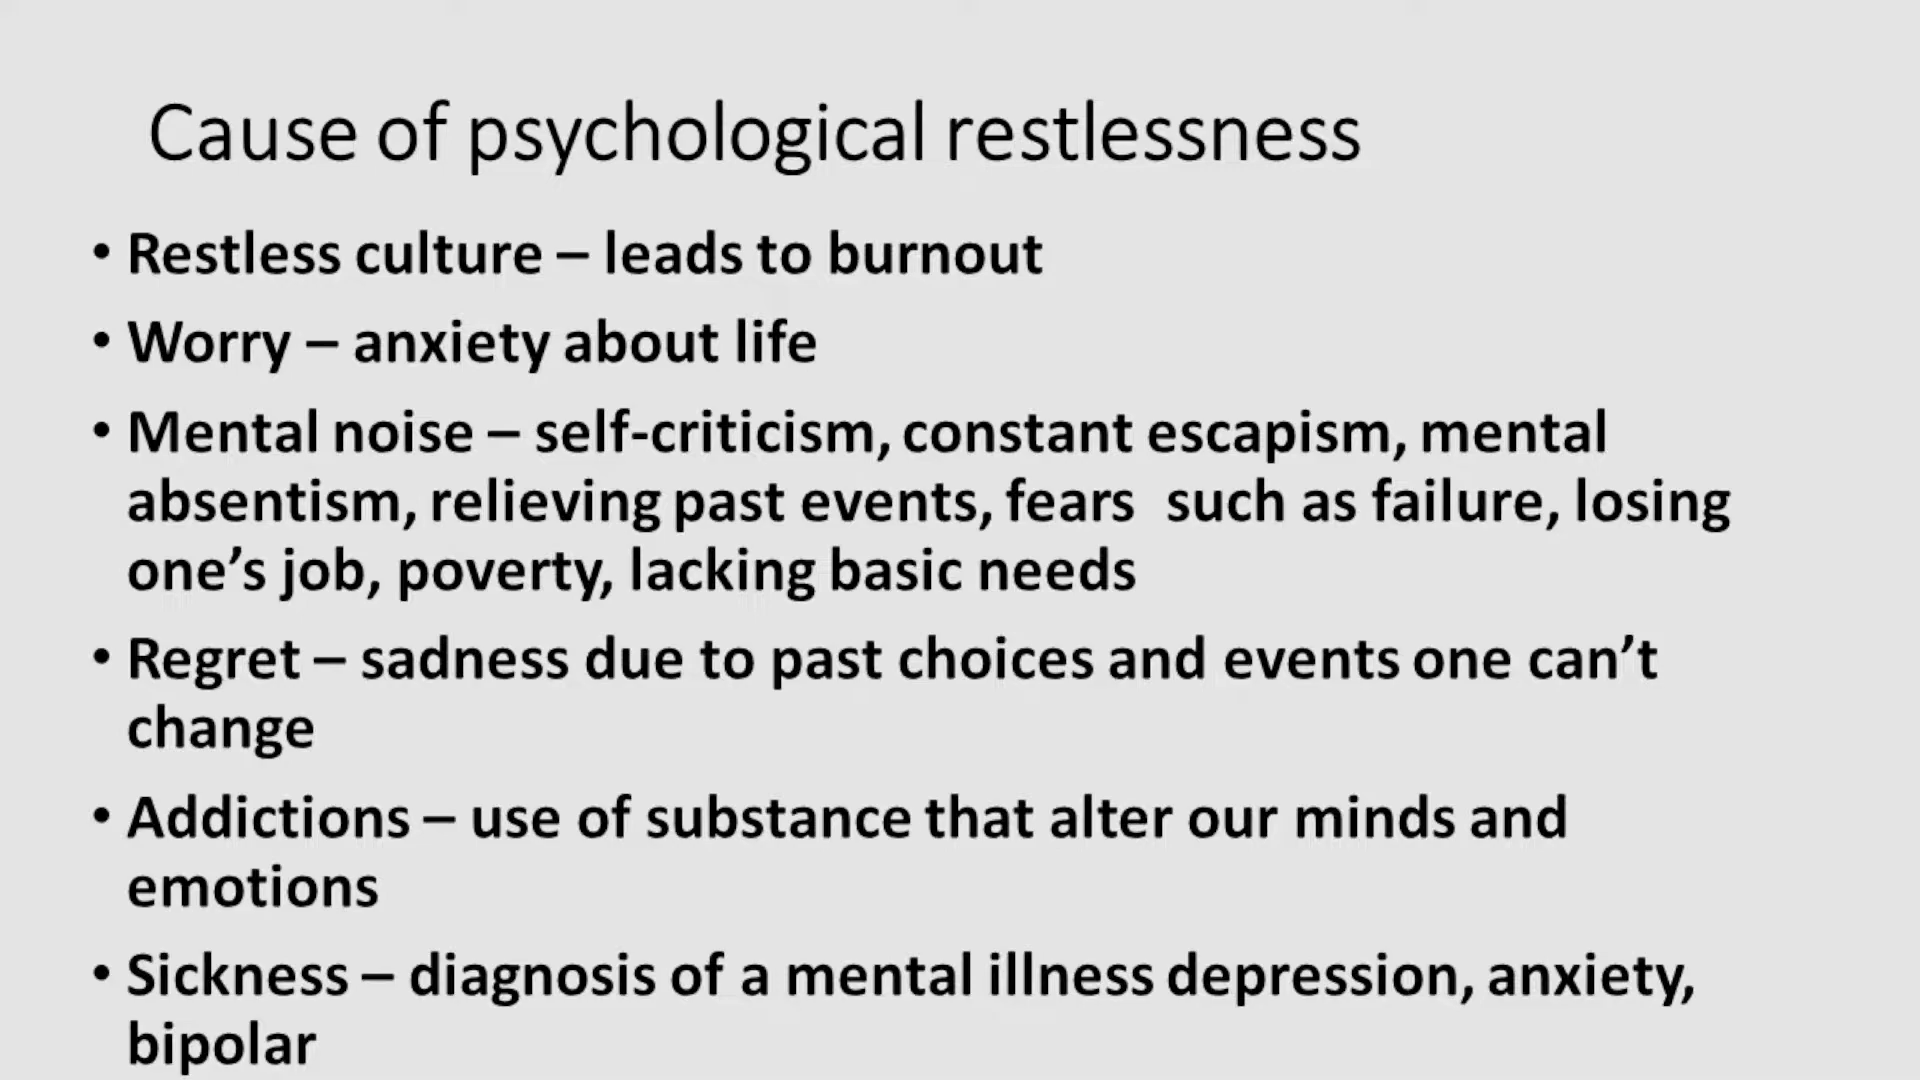 Cause of psychological restlessness
• Restless culture – leads to burnout
• Worry – anxiety about life
• Mental noise – self-criticism, constant escapism, mental
absentism, relieving past events, fears  such as failure, losing
one’s job, poverty, lacking basic needs
• Regret – sadness due to past choices and events one can’t
change
• Addictions – use of substance that alter our minds and
emotions
• Sickness – diagnosis of a mental illness depression, anxiety,
bipolar